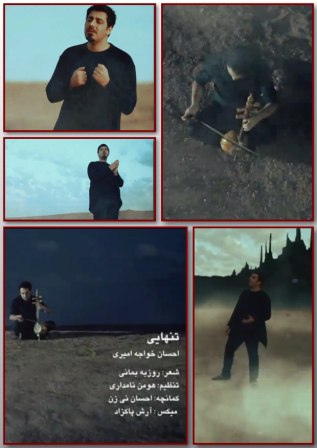 تنهایی
احسان خواجه امیری
شعر: روزبه بمانی
تنظیم: هومن نامداری
کمانچه: احسان نی زن
میکس: آرش پاکزاد